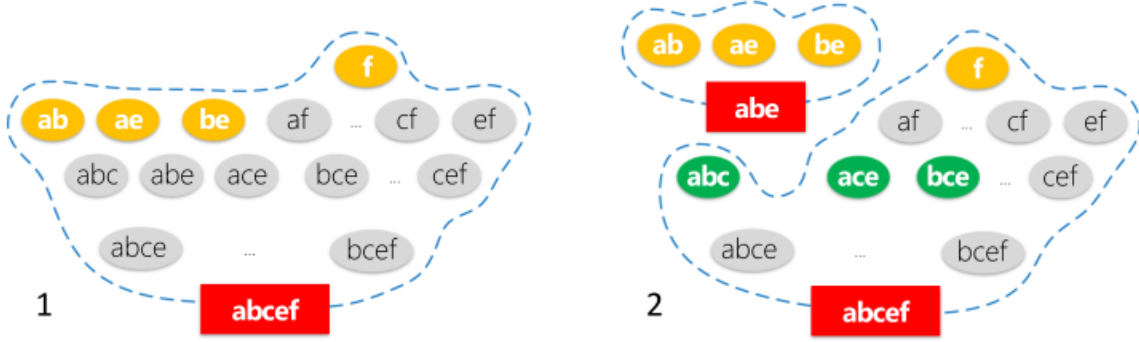 f
ab ae be af ... cf ef
abc abe ace bce ... cef
abce ... bcef
1 abcef
ab ae be
abe
f
af ... cf ef
abc ace bce ... cef
abce ... bcef
2 abcef